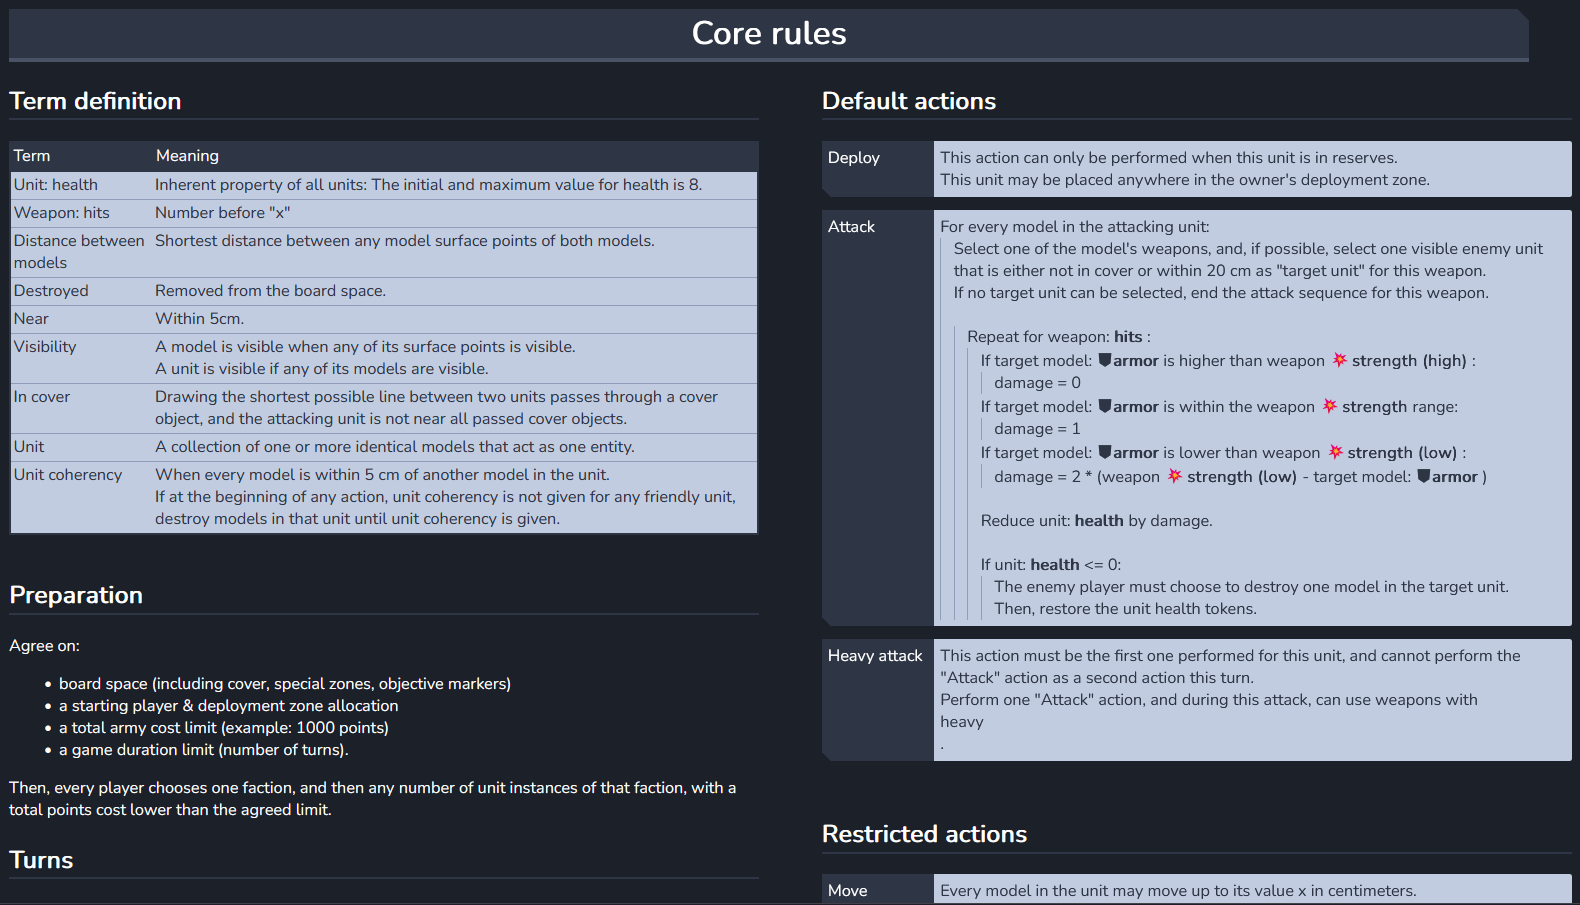 Core rules
Term definition
Term Meaning
Unit: health Inherent property of all units: The initial and maximum value for health is 8.
Weapon: hits Number before "x"
Distance between models Shortest distance between any model surface points of both models.
Destroyed Removed from the board space.
Near Within 5cm.
Visibility A model is visible when any of its surface points is visible.
A unit is visible if any of its models are visible.
In cover Drawing the shortest possible line between two units passes through a cover
object, and the attacking unit is not near all passed cover objects.
Unit A collection of one or more identical models that act as one entity.
Unit coherency When every model is within 5 cm of another model in the unit.
If at the beginning of any action, unit coherency is not given for any friendly unit,
destroy models in that unit until unit coherency is given.
Preparation
Agree on:
• board space (including cover, special zones, objective markers)
• a starting player & deployment zone allocation
• a total army cost limit (example: 1000 points)
• a game duration limit (number of turns).
Then, every player chooses one faction, and then any number of unit instances of that faction, with a
total points cost lower than the agreed limit.
Turns
Default actions
Deploy This action can only be performed when this unit is in reserves.
This unit may be placed anywhere in the owner's deployment zone.
Attack For every model in the attacking unit:
Select one of the model's weapons, and, if possible, select one visible enemy unit
that is either not in cover or within 20 cm as "target unit" for this weapon.
If no target unit can be selected, end the attack sequence for this weapon.
Repeat for weapon: hits :
If target model: armor is higher than weapon 💥 strength (high) :
damage = 0
If target model: armor is within the weapon 💥 strength range:
damage = 1
If target model: armor is lower than weapon 💥 strength (low) :
damage = 2 * (weapon 💥 strength (low) - target model: armor )
Reduce unit: health by damage.
If unit: health <= 0:
The enemy player must choose to destroy one model in the target unit.
Then, restore the unit health tokens.
Heavy attack This action must be the first one performed for this unit, and cannot perform the
"Attack" action as a second action this turn.
Perform one "Attack" action, and during this attack, can use weapons with
heavy
.
Restricted actions
Move Every model in the unit may move up to its value x in centimeters.